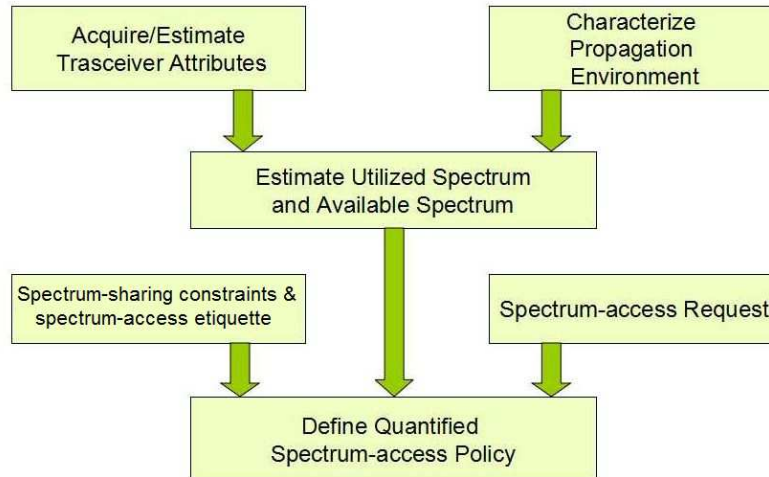 Acquire/Estimate
Trasceiver Attributes
Characterize
Propagation
Environment
Estimate Utilized Spectrum
and Available Spectrum
Spectrum-sharing constraints &
spectrum-access etiquette
Spectrum-access Request
Define Quantified
Spectrum-access Policy